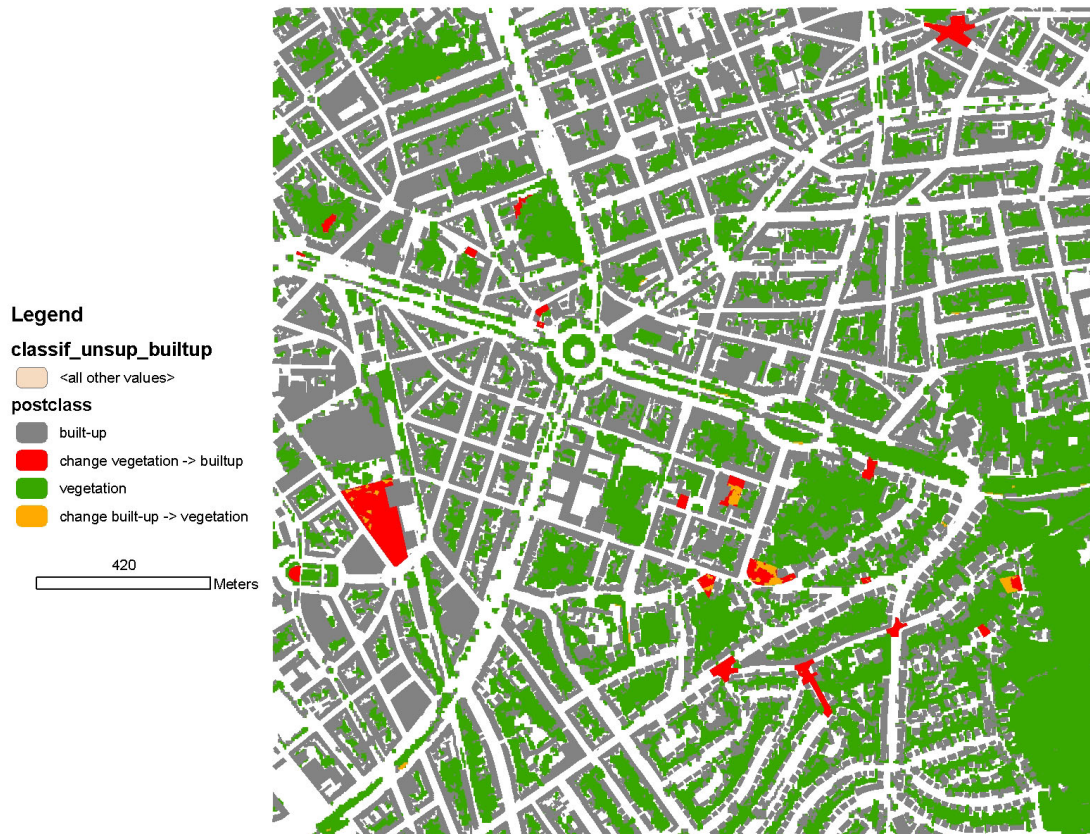 Legend
classif_unsup_builtup
<all other values>
postclass
built-up
change vegetation -> builtup
vegetation
change built-up -> vegetation
420
Meters